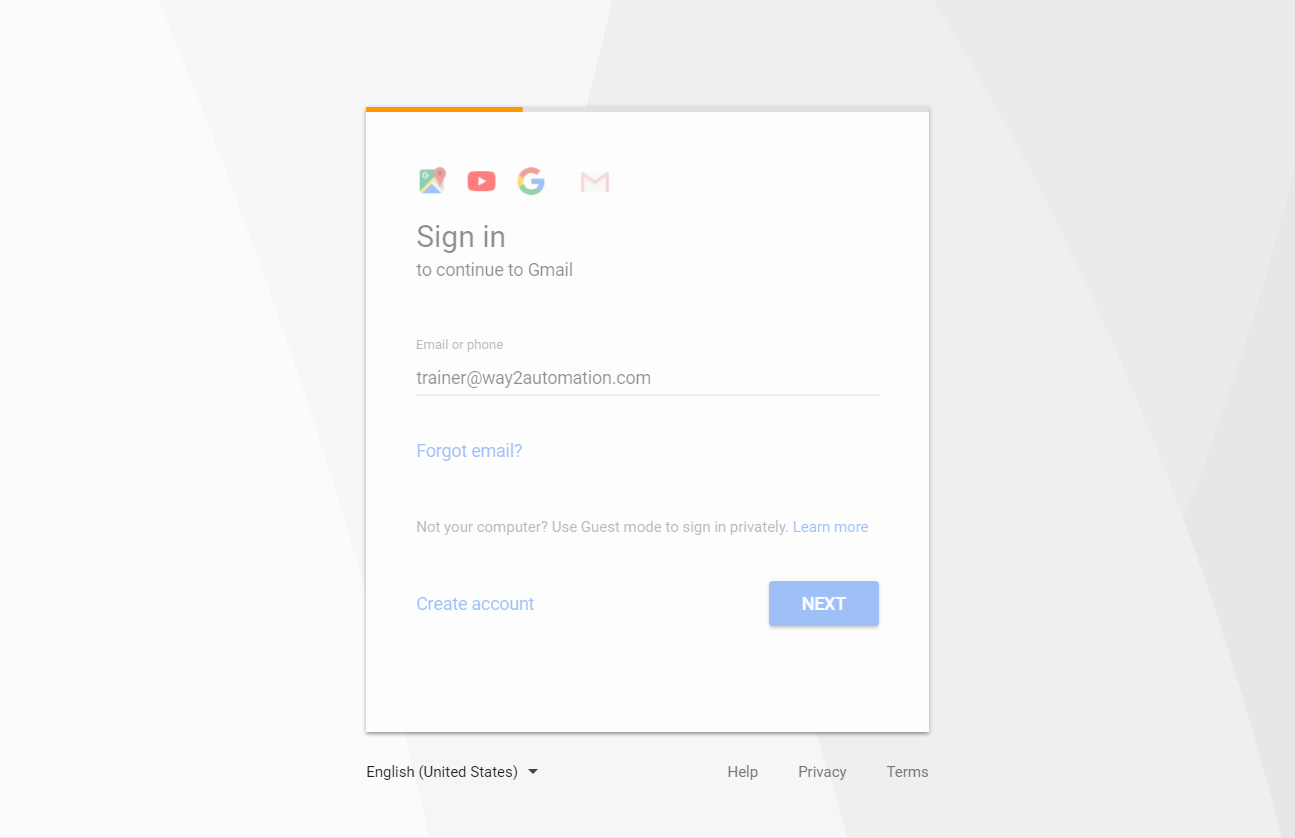 Sign in
to continue to Gmail
Email or phone
trainer@way2automation.com
Forgot email?
Not your computer? Use Guest mode to sign in privately. Learn more
Create account
NEXT
English (United States)
Help
Privacy
Terms